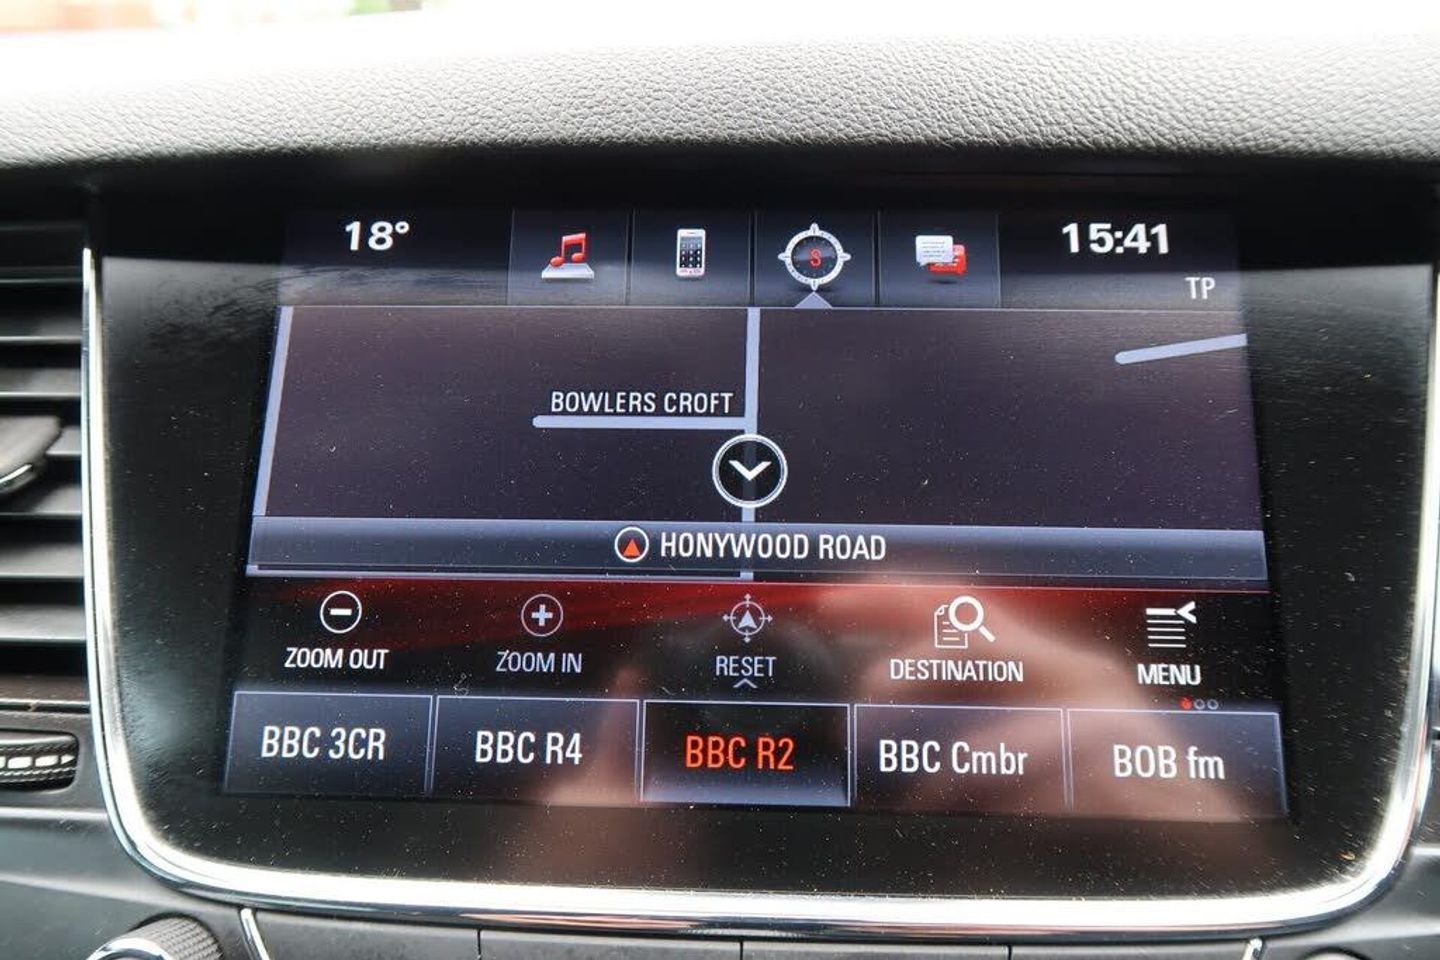 18°
S
15:41
TP
BOWLERS CROFT
HONYWOOD ROAD
ZOOM OUT
ZOOM IN
RESET
DESTINATION
MENU
BBC 3CR
BBC R4
BBC R2
BBC Cmbr
BOB fm